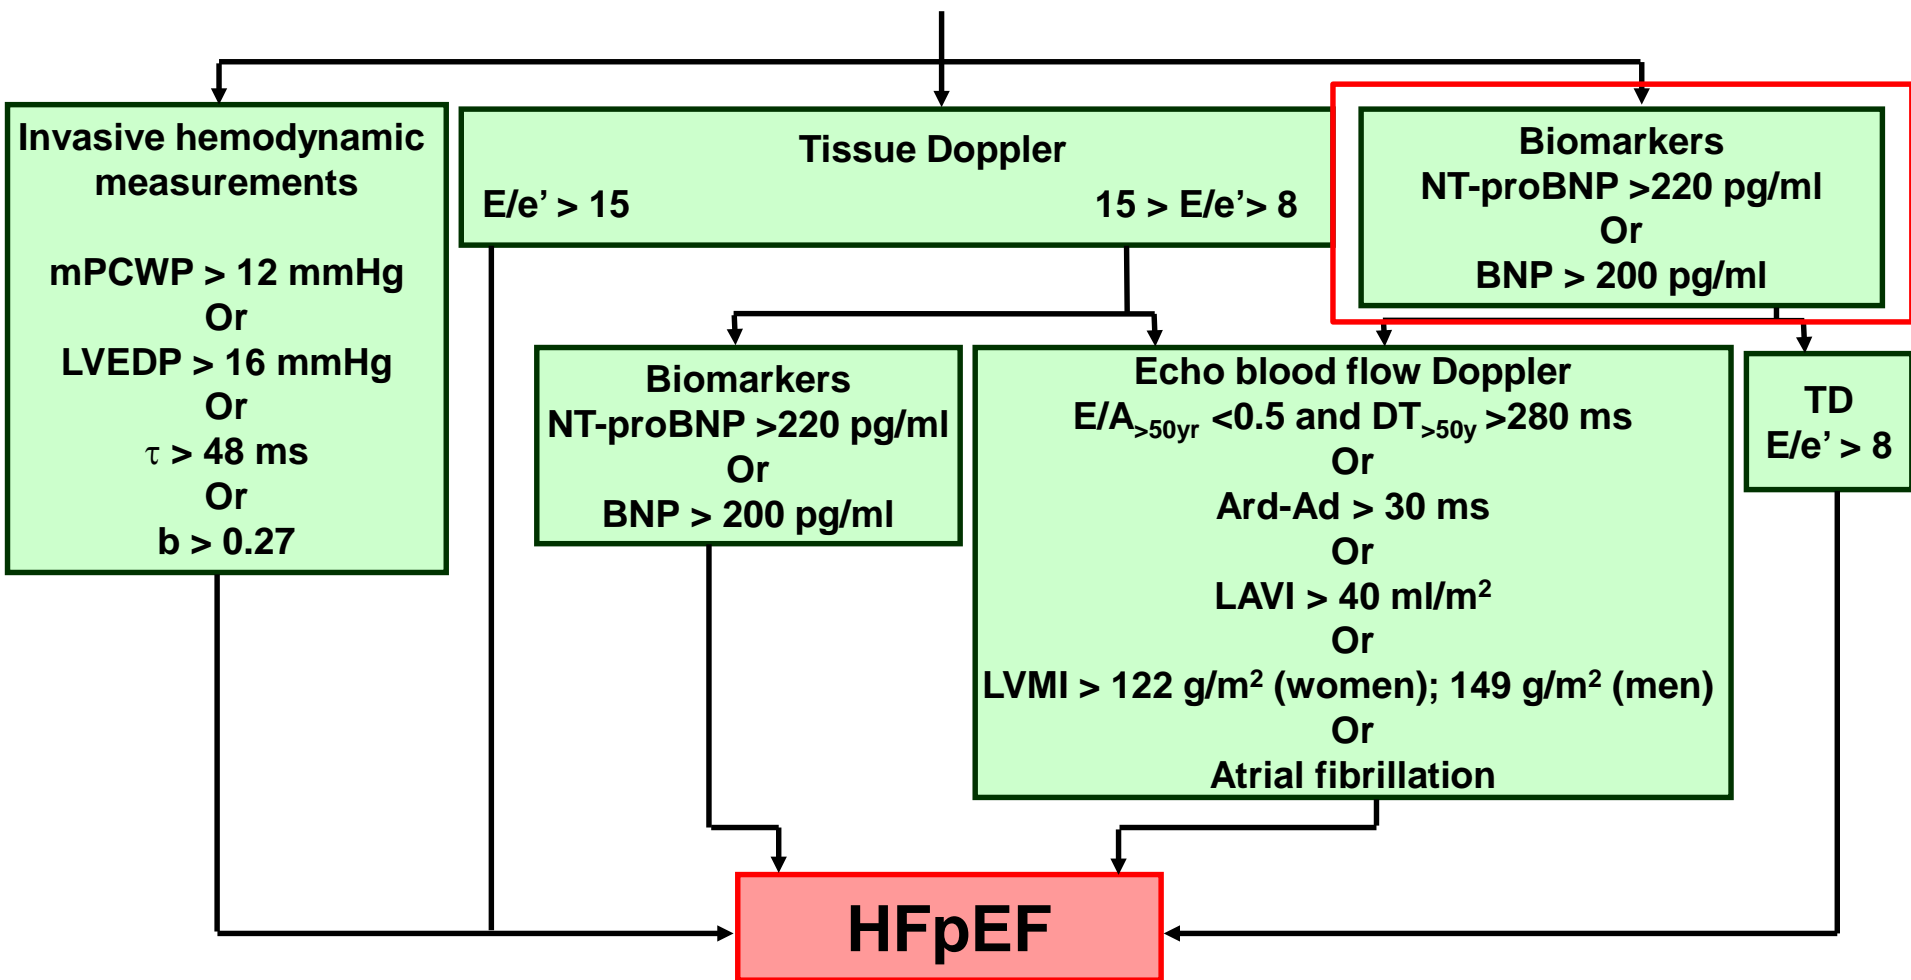 Invasive hemodynamic
measurements
mPCWP > 12 mmHg
Or
LVEDP > 16 mmHg
Or
τ > 48 ms
Or
b > 0.27
Tissue Doppler
E/e’ > 15
15 > E/e’> 8
Biomarkers
NT-proBNP >220 pg/ml
Or
BNP > 200 pg/ml
Biomarkers
NT-proBNP >220 pg/ml
Or
BNP > 200 pg/ml
Echo blood flow Doppler
E/A>50yr <0.5 and DT>50y >280 ms
Or
Ard-Ad > 30 ms
Or
LAVI > 40 ml/m²
Or
LVMI > 122 g/m² (women); 149 g/m² (men)
Or
Atrial fibrillation
TD
E/e’ > 8
HFpEF